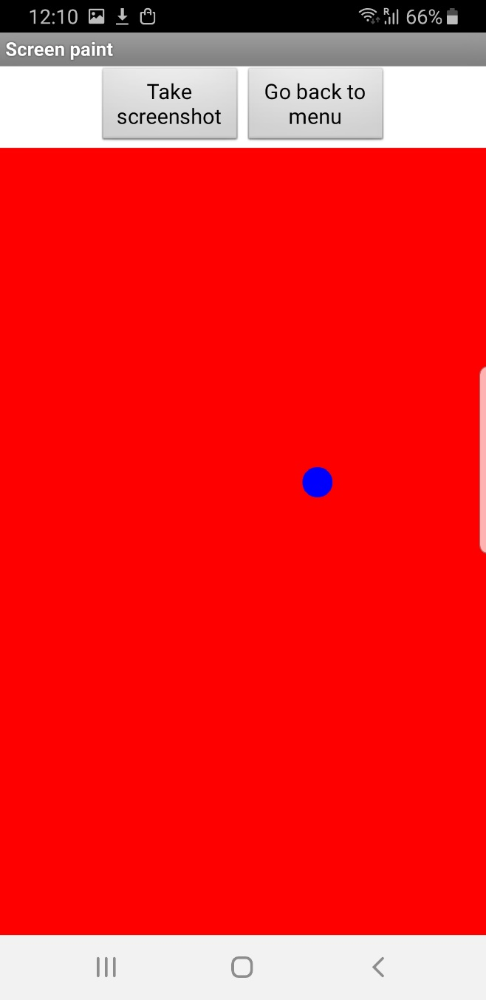 12:10 R 66%
Screen paint
Take
screenshot
Go back to
menu